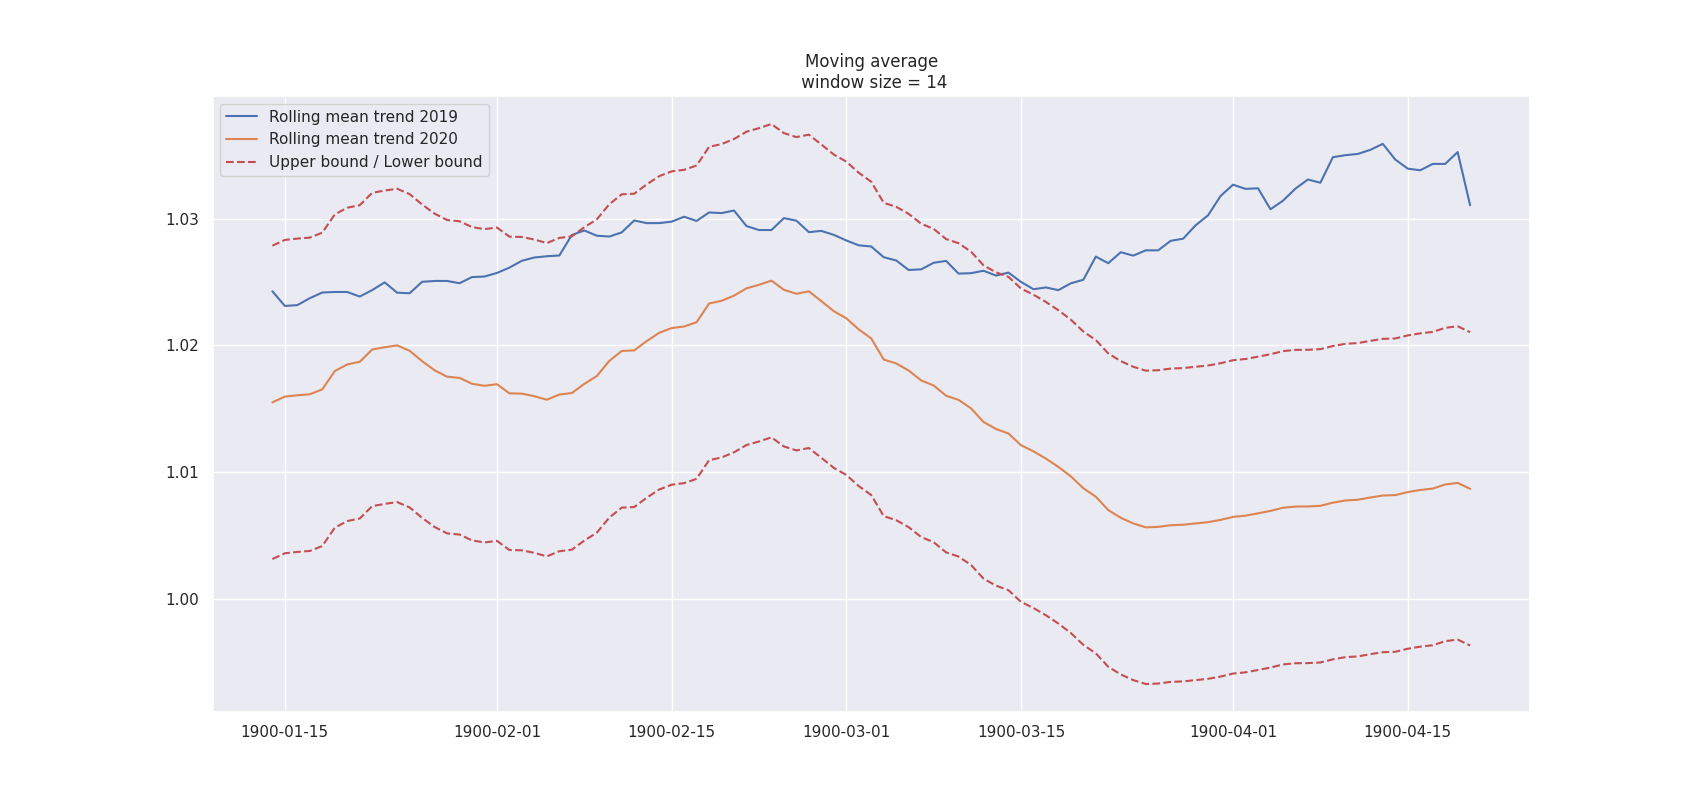 Moving average
window size = 14
Rolling mean trend 2019
Rolling mean trend 2020
Upper bound / Lower bound
1.03
1.02
1.01
1.00
1900-01-15
1900-02-01
1900-02-15
1900-03-01
1900-03-15
1900-04-01
1900-04-15